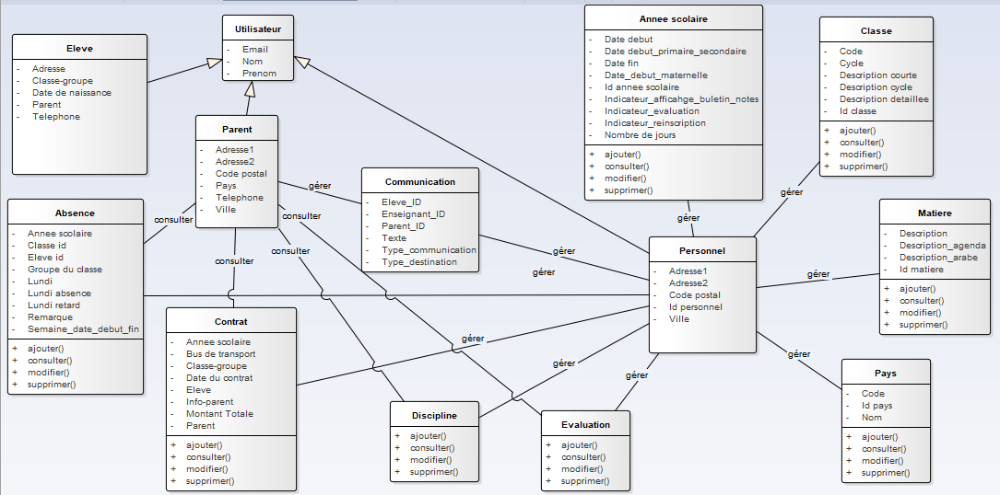 Eleve
- Adresse
- Classe-groupe
- Date de naissance
- Parent
- Telephone
Utilisateur
- Email
- Nom
- Prenom
Annee scolaire
- Date debut
- Date debut_primaire_secondaire
- Date fin
- Date_debut_maternelle
- Id annee scolaire
- Indicateur_afficahge_buletin_notes
- Indicateur_evaluation
- Indicateur_reinscription
- Nombre de jours
+ ajouter()
+ consulter()
+ modifier()
+ supprimer()
Classe
- Code
- Cycle
- Description courte
- Description cycle
- Description detaillee
- Id classe
+ ajouter()
+ consulter()
+ modifier()
+ supprimer()
Parent
- Adresse1
- Adresse2
- Code postal
- Pays
- Telephone
- Ville
Communication
- Eleve_ID
- Enseignant_ID
- Parent_ID
- Texte
- Type_communication
- Type_destination
Absence
- Annee scolaire
- Classe id
- Eleve id
- Groupe du classe
- Lundi
- Lundi absence
- Lundi retard
- Remarque
- Semaine_date_debut_fin
+ ajouter()
+ consulter()
+ modifier()
+ supprimer()
Personnel
- Adresse1
- Adresse2
- Code postal
- Id personnel
- Ville
Matiere
- Description
- Description_agenda
- Description_arabe
- Id matiere
+ ajouter()
+ consulter()
+ modifier()
+ supprimer()
Contrat
- Annee scolaire
- Bus de transport
- Classe-groupe
- Date du contrat
- Eleve
- Info-parent
- Montant Totale
- Parent
+ ajouter()
+ consulter()
+ modifier()
+ supprimer()
Discipline
+ ajouter()
+ consulter()
+ modifier()
+ supprimer()
Evaluation
+ ajouter()
+ consulter()
+ modifier()
+ supprimer()
Pays
- Code
- Id pays
- Nom
+ ajouter()
+ consulter()
+ modifier()
+ supprimer()
gérer
gérer
gérer
consulter
consulter
consulter
consulter
gérer
gérer
gérer
gérer
gérer
gérer
gérer